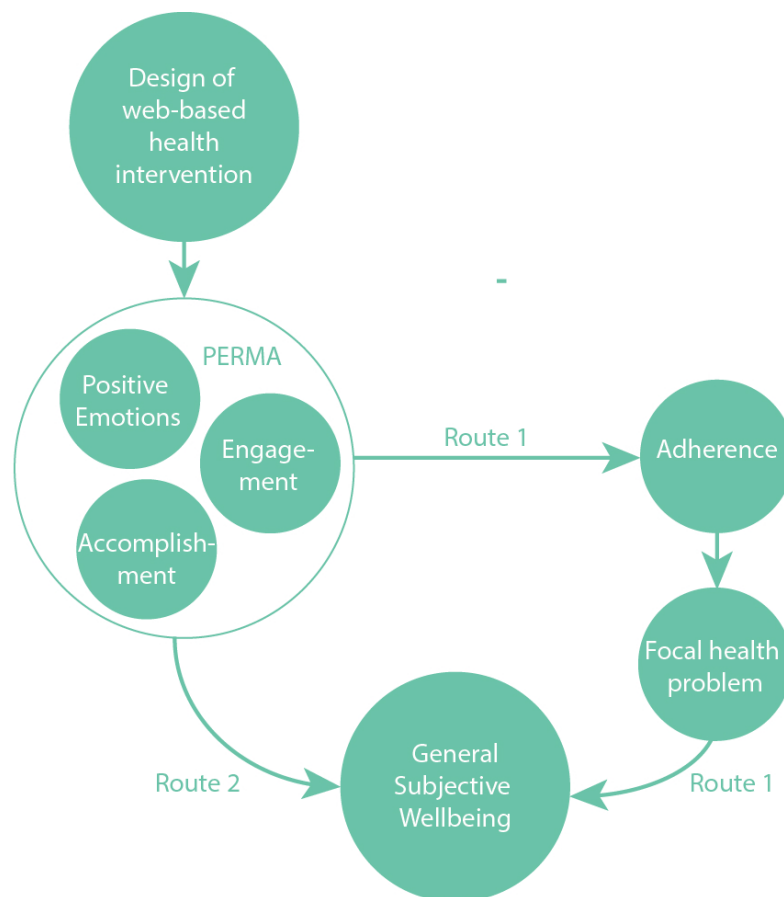 Design of
web-based
health
intervention
PERMA
Positive
Emotions
Engage-
ment
Accomplish-
ment
Route 1
Adherence
Focal health
problem
Route 1
Route 2
General
Subjective
Wellbeing
-